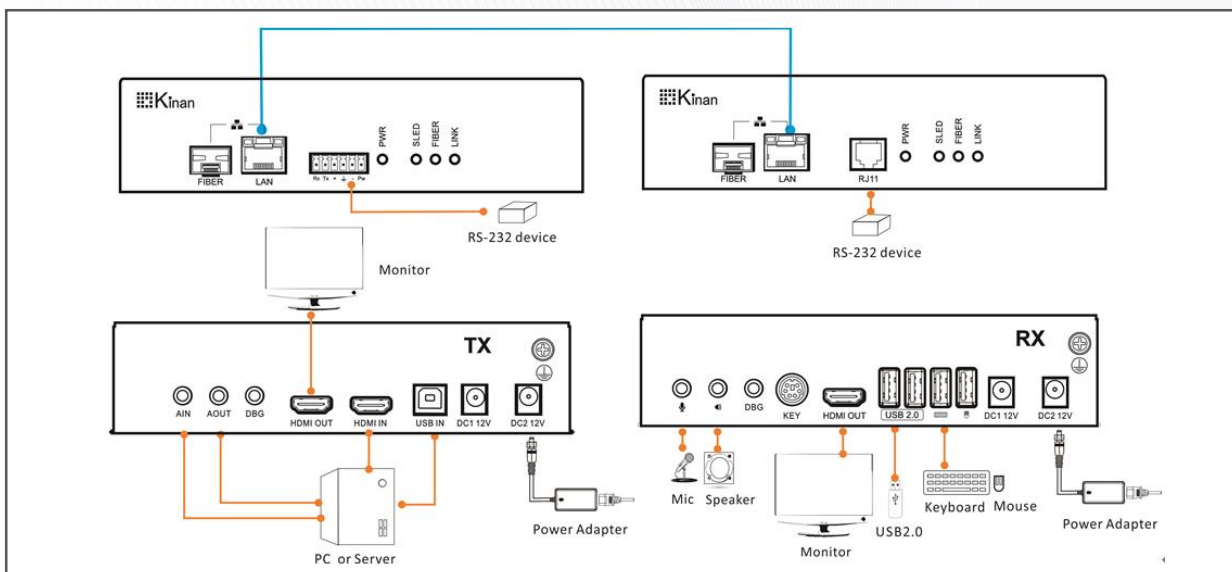 Kinan
PWR
SLED
FIBER
LINK
FIBER
LAN
Rx Tx + - Pw
RS-232 device
Kinan
PWR
SLED
FIBER
LINK
FIBER
LAN
RJ11
RS-232 device
Monitor
TX
AIN
AOUT
DBG
HDMI OUT
HDMI IN
USB IN
DC1 12V
DC2 12V
PC or Server
Power Adapter
RX
DBG
KEY
HDMI OUT
USB 2.0
DC1 12V
DC2 12V
Mic
Speaker
Monitor
USB2.0
Keyboard
Mouse
Power Adapter